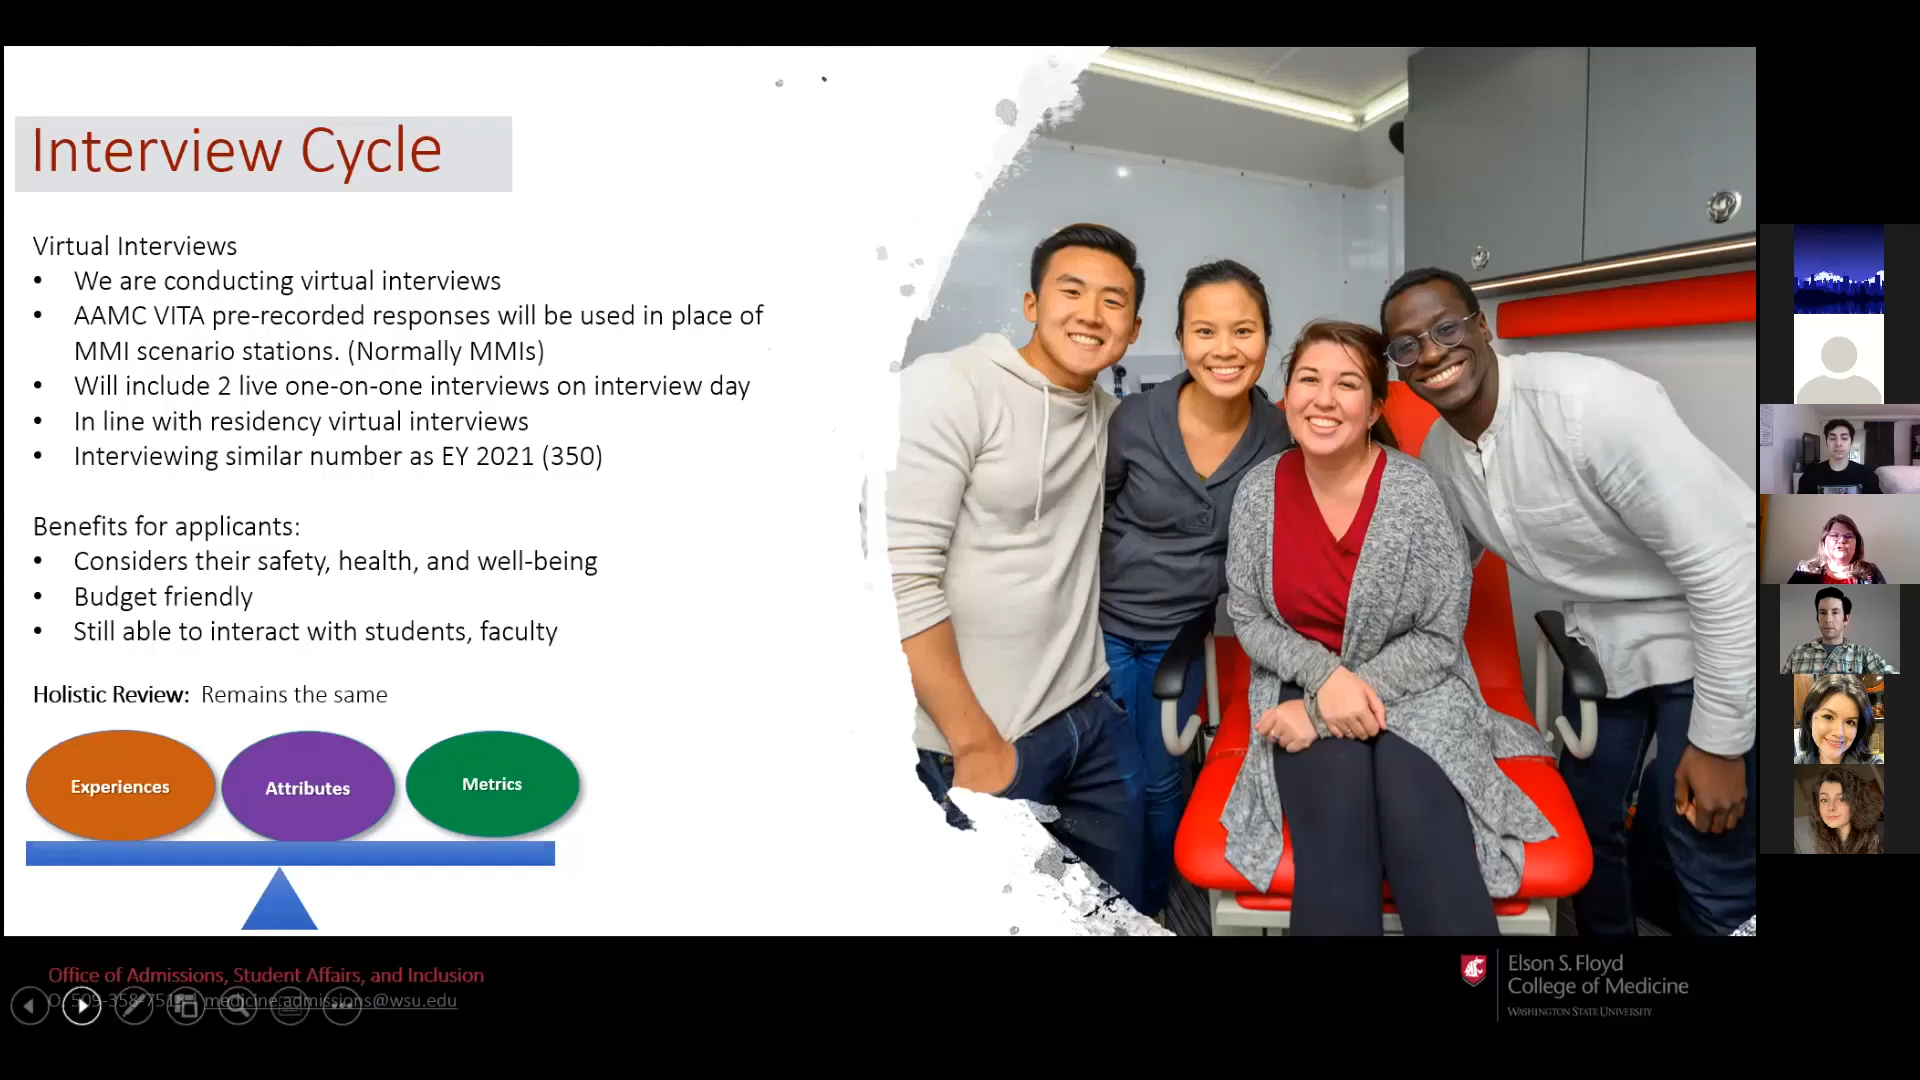 Interview Cycle
Virtual Interviews
• We are conducting virtual interviews
• AAMC VITA pre-recorded responses will be used in place of
MMI scenario stations. (Normally MMIs)
• Will include 2 live one-on-one interviews on interview day
• In line with residency virtual interviews
• Interviewing similar number as EY 2021 (350)
Benefits for applicants:
• Considers their safety, health, and well-being
• Budget friendly
• Still able to interact with students, faculty
Holistic Review: Remains the same
Experiences
Attributes
Metrics
Office of Admissions, Student Affairs, and Inclusion
medicine.admissions@wsu.edu
Elson S. Floyd
College of Medicine
WASHINGTON STATE UNIVERSITY